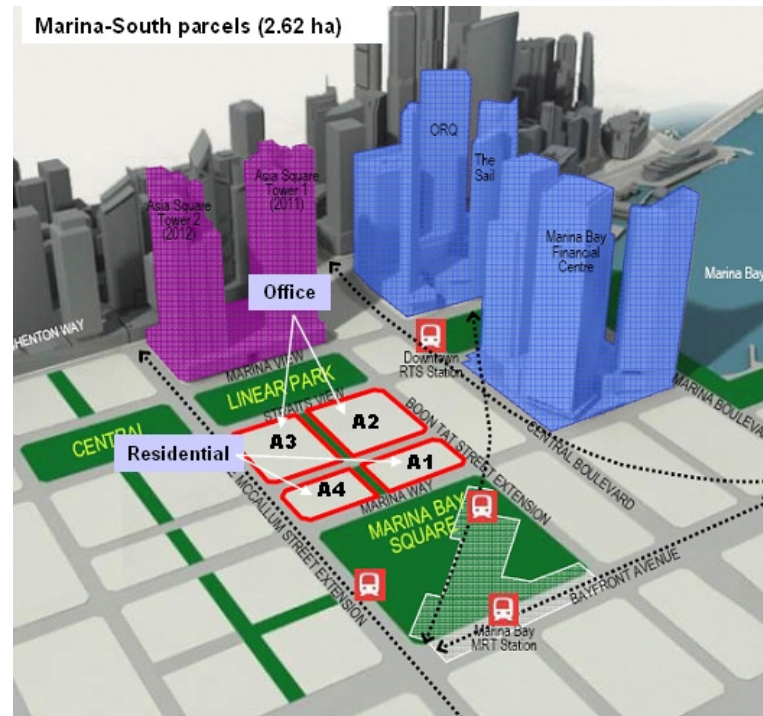 Marina-South parcels (2.62 ha)
ORQ
The
Sail
Asia Square
Tower 1
(2011)
Asia Square
Tower 2
(2012)
Marina Bay
Financial
Centre
Marina Bay
Office
HENTON WAY
MARINA VIEW
Downtown
RTS Station
LINEAR PARK
STRAITS VIEW
MARINA BOULEVARD
CENTRAL
A2
A3
BOON TAT STREET EXTENSION
CENTRAL BOULEVARD
Residential
A1
A4
MARINA WAY
MCCALLUM STREET EXTENSION
MARINA BAY
SQUARE
BAYFRONT AVENUE
Marina Bay
MRT Station